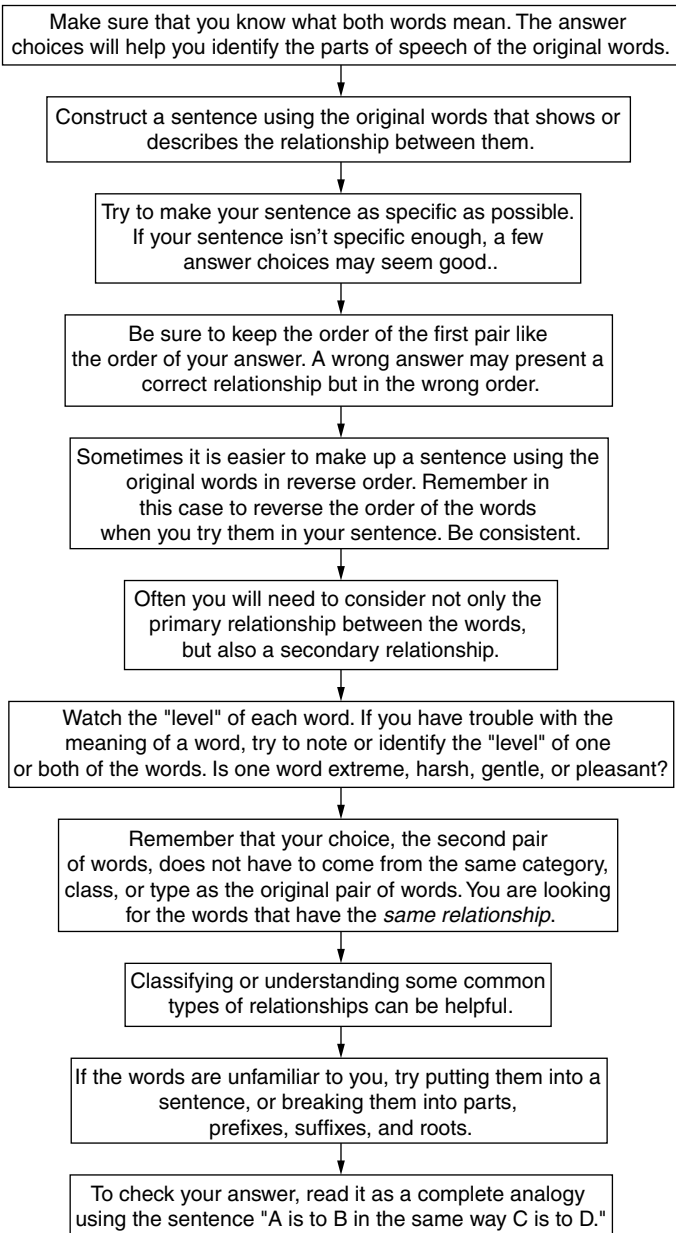 Make sure that you know what both words mean. The answer
choices will help you identify the parts of speech of the original words.
Construct a sentence using the original words that shows or
describes the relationship between them.
Try to make your sentence as specific as possible.
If your sentence isn't specific enough, a few
answer choices may seem good..
Be sure to keep the order of the first pair like
the order of your answer. A wrong answer may present a
correct relationship but in the wrong order.
Sometimes it is easier to make up a sentence using the
original words in reverse order. Remember in
this case to reverse the order of the words
when you try them in your sentence. Be consistent.
Often you will need to consider not only the
primary relationship between the words,
but also a secondary relationship.
Watch the "level" of each word. If you have trouble with the
meaning of a word, try to note or identify the "level" of one
or both of the words. Is one word extreme, harsh, gentle, or pleasant?
Remember that your choice, the second pair
of words, does not have to come from the same category,
class, or type as the original pair of words. You are looking
for the words that have the same relationship.
Classifying or understanding some common
types of relationships can be helpful.
If the words are unfamiliar to you, try putting them into a
sentence, or breaking them into parts,
prefixes, suffixes, and roots.
To check your answer, read it as a complete analogy
using the sentence "A is to B in the same way C is to D."